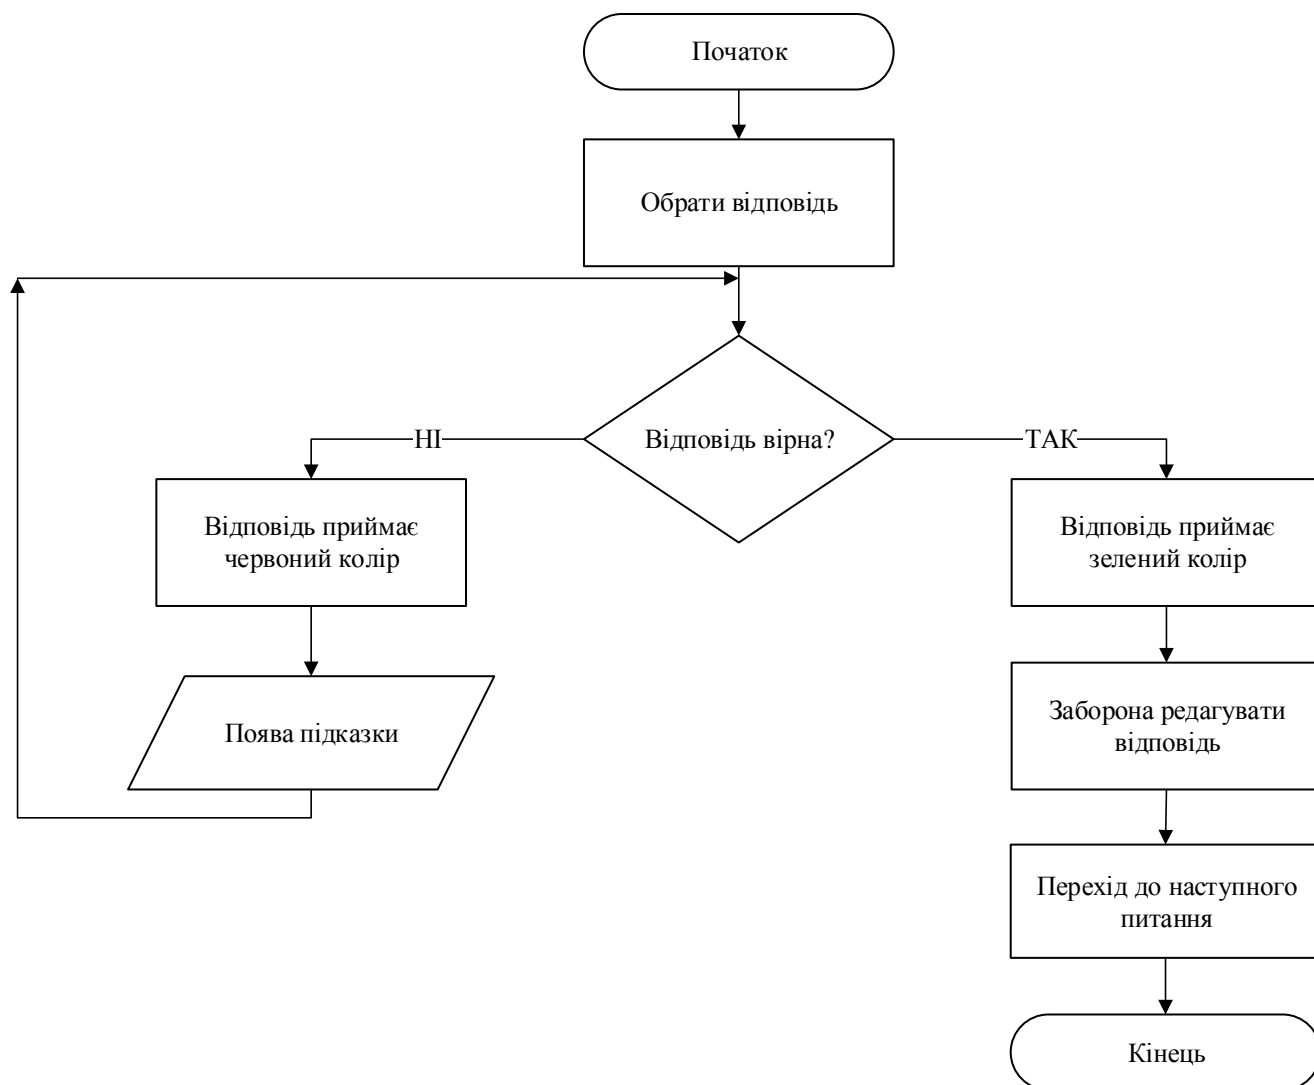 Початок
Обрати відповідь
Відповідь вірна?
НІ
ТАК
Відповідь приймає
червоний колір
Відповідь приймає
зелений колір
Поява підказки
Заборона редагувати
відповідь
Перехід до наступного
питання
Кінець